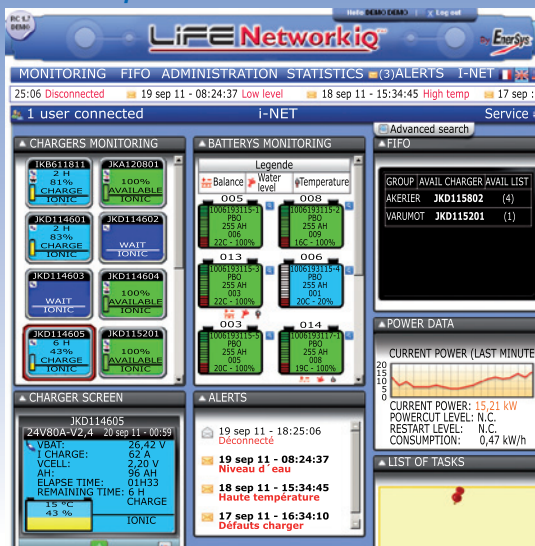 RC 1.7
DEMO
Hello DEMO DEMO | X Log out
LiFE Networkiq
by EnerSys
MONITORING FIFO ADMINISTRATION STATISTICS (3)ALERTS I-NET
25:06 Disconnected 19 sep 11 - 08:24:37 Low level 18 sep 11 - 15:34:45 High temp 17 sep :
1 user connected i-NET Service
Advanced search
CHARGERS MONITORING
JKB611811
2 H
81%
CHARGE
IONIC
JKA120801
100%
AVAILABLE
IONIC
JKD114601
2 H
83%
CHARGE
IONIC
JKD114602
WAIT
IONIC
JKD114603
WAIT
IONIC
JKD114604
100%
AVAILABLE
IONIC
JKD114605
6 H
43%
CHARGE
IONIC
JKD115201
100%
AVAILABLE
IONIC
BATTERYS MONITORING
Legende
Balance Water level Temperature
005
1006193115-1
PBO
255 AH
006
22C - 100%
008
1006193115-2
PBO
255 AH
009
16C - 100%
013
1006193115-3
PBO
255 AH
003
22C - 100%
006
1006193115-4
PBO
255 AH
001
20C - 20%
003
1006193115-5
PBO
255 AH
005
20C - 100%
014
1006193117-1
PBO
255 AH
008
19C - 100%
FIFO
GROUP AVAIL CHARGER AVAIL LIST
AKERIER JKD115802 (4)
VARUMOT JKD115201 (1)
POWER DATA
CURRENT POWER (LAST MINUTE
20
15
10
5
0
CURRENT POWER: 15,21 kW
POWERCUT LEVEL: N.C.
RESTART LEVEL: N.C.
CONSUMPTION: 0,47 kW/h
CHARGER SCREEN
JKD114605
24V80A-V2,4 20 sep 11 - 00:59
VBAT: 26,42 V
I CHARGE: 62 A
VCELL: 2,20 V
AH: 96 AH
ELAPSE TIME: 01H33
REMAINING TIME: 6 H
CHARGE
15 °C
43 %
IONIC
ALERTS
19 sep 11 - 18:25:06
Déconnecté
19 sep 11 - 08:24:37
Niveau d´eau
18 sep 11 - 15:34:45
Haute température
17 sep 11 - 16:34:10
Défauts charger
LIST OF TASKS